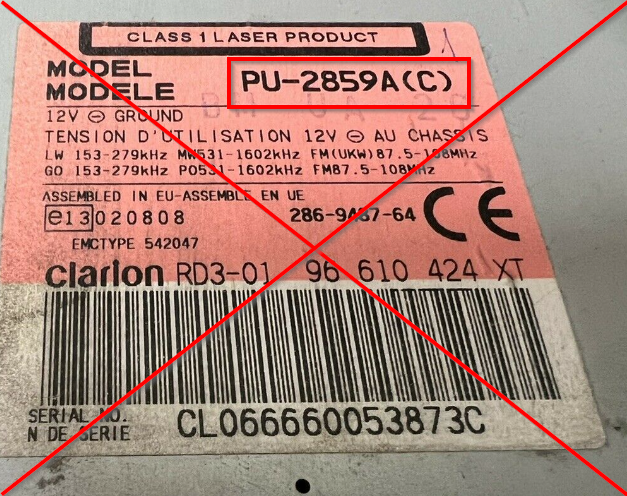 CLASS 1 LASER PRODUCT
1
MODEL
MODELE
PU-2859A(C)
12V ⊖ GROUND
TENSION D'UTILISATION 12V ⊖ AU CHASSIS
LW 153-279kHz MW531-1602kHz FM(UKW)87.5-108MHz
GO 153-279kHz PO531-1602kHz FM87.5-108MHz
ASSEMBLED IN EU-ASSEMBLE EN UE
e13 020808 286-9467-64 CE
EMCTYPE 542047
clarion RD3-01 96 610 424 XT
SERIAL NO.
N DE SERIE
CL066660053873C